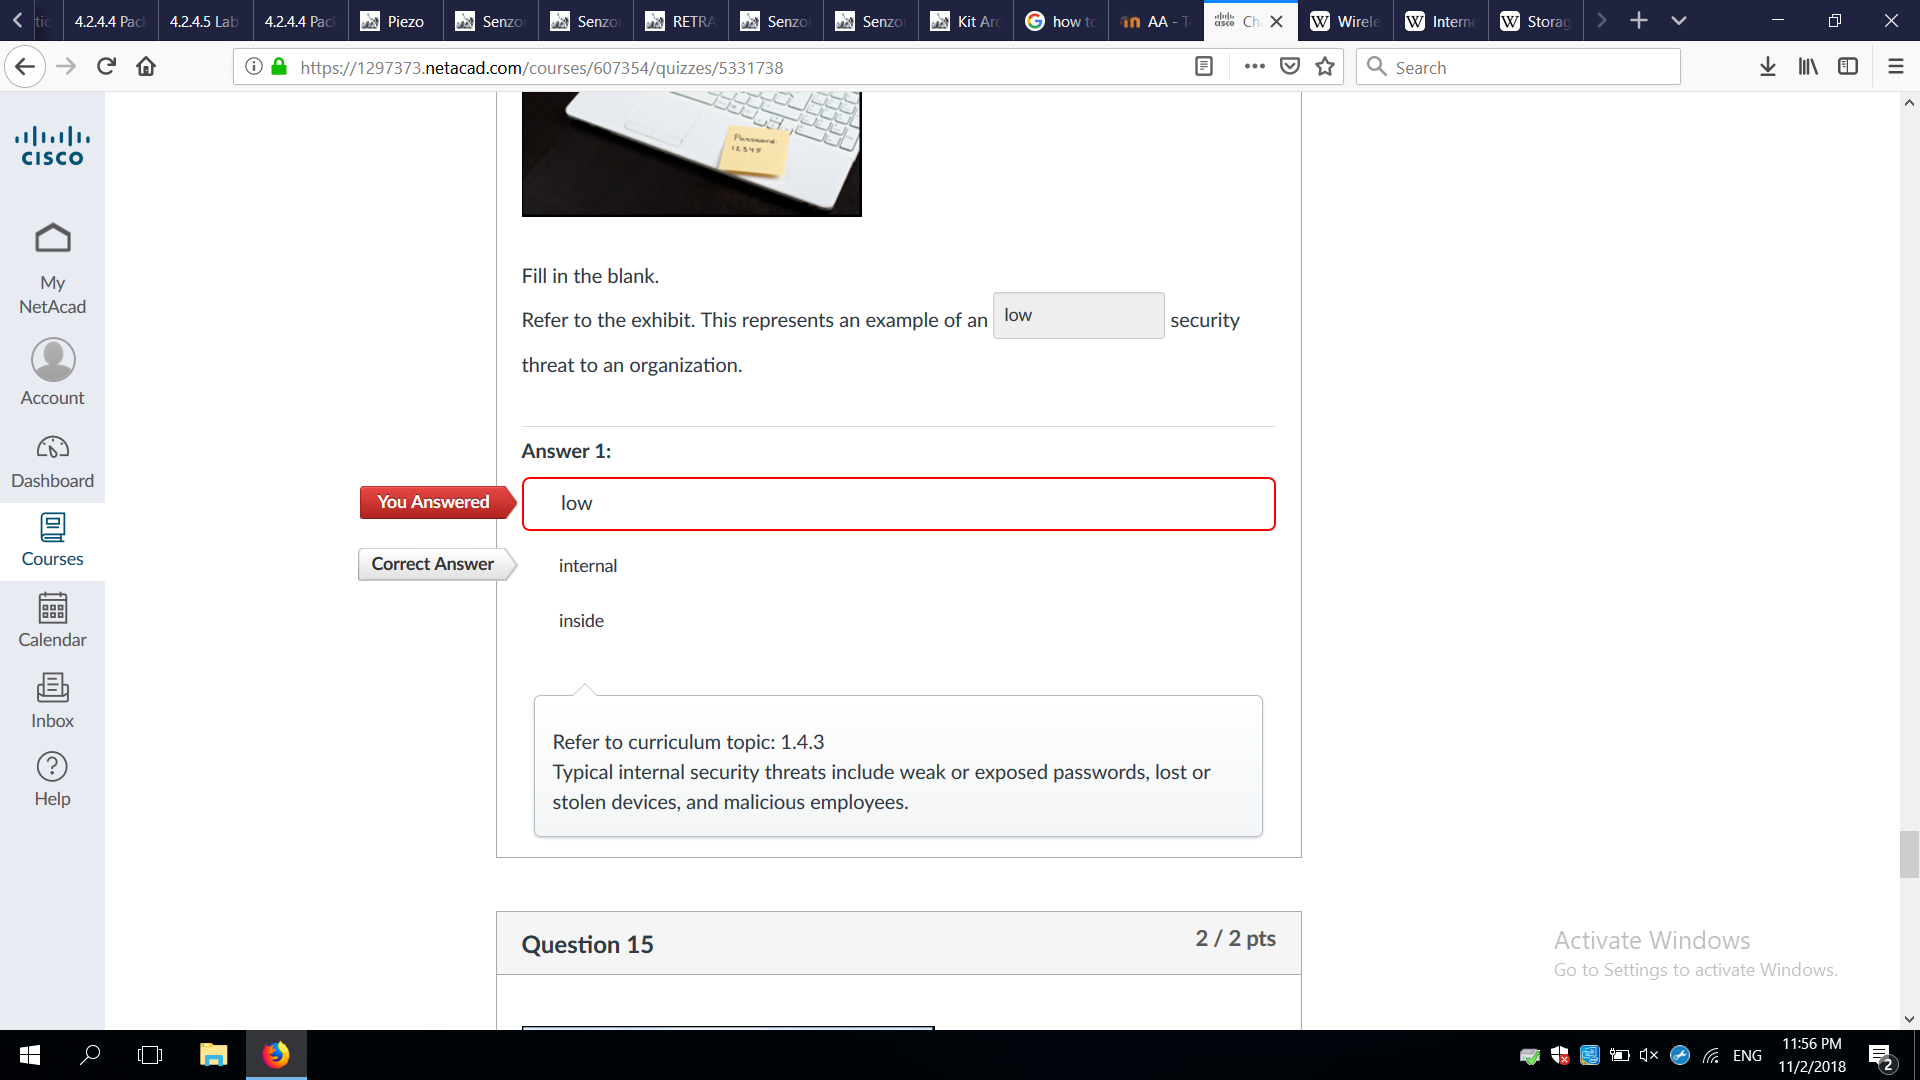 4.2.4.4 Pac
4.2.4.5 Lab
4.2.4.4 Pac
Piezo
Senzo
Senzo
RETRA
Senzo
Senzo
Kit Arc
how to
AA - T
Ch
Wirele
Interne
Storag
https://1297373.netacad.com/courses/607354/quizzes/5331738
Search
CISCO
My
NetAcad
Account
Dashboard
Courses
Calendar
Inbox
Help
Password:
12345
Fill in the blank.
Refer to the exhibit. This represents an example of an low security
threat to an organization.
Answer 1:
You Answered low
Correct Answer internal
inside
Refer to curriculum topic: 1.4.3
Typical internal security threats include weak or exposed passwords, lost or
stolen devices, and malicious employees.
Question 15 2 / 2 pts
Activate Windows
Go to Settings to activate Windows.
ENG
11:56 PM
11/2/2018
2